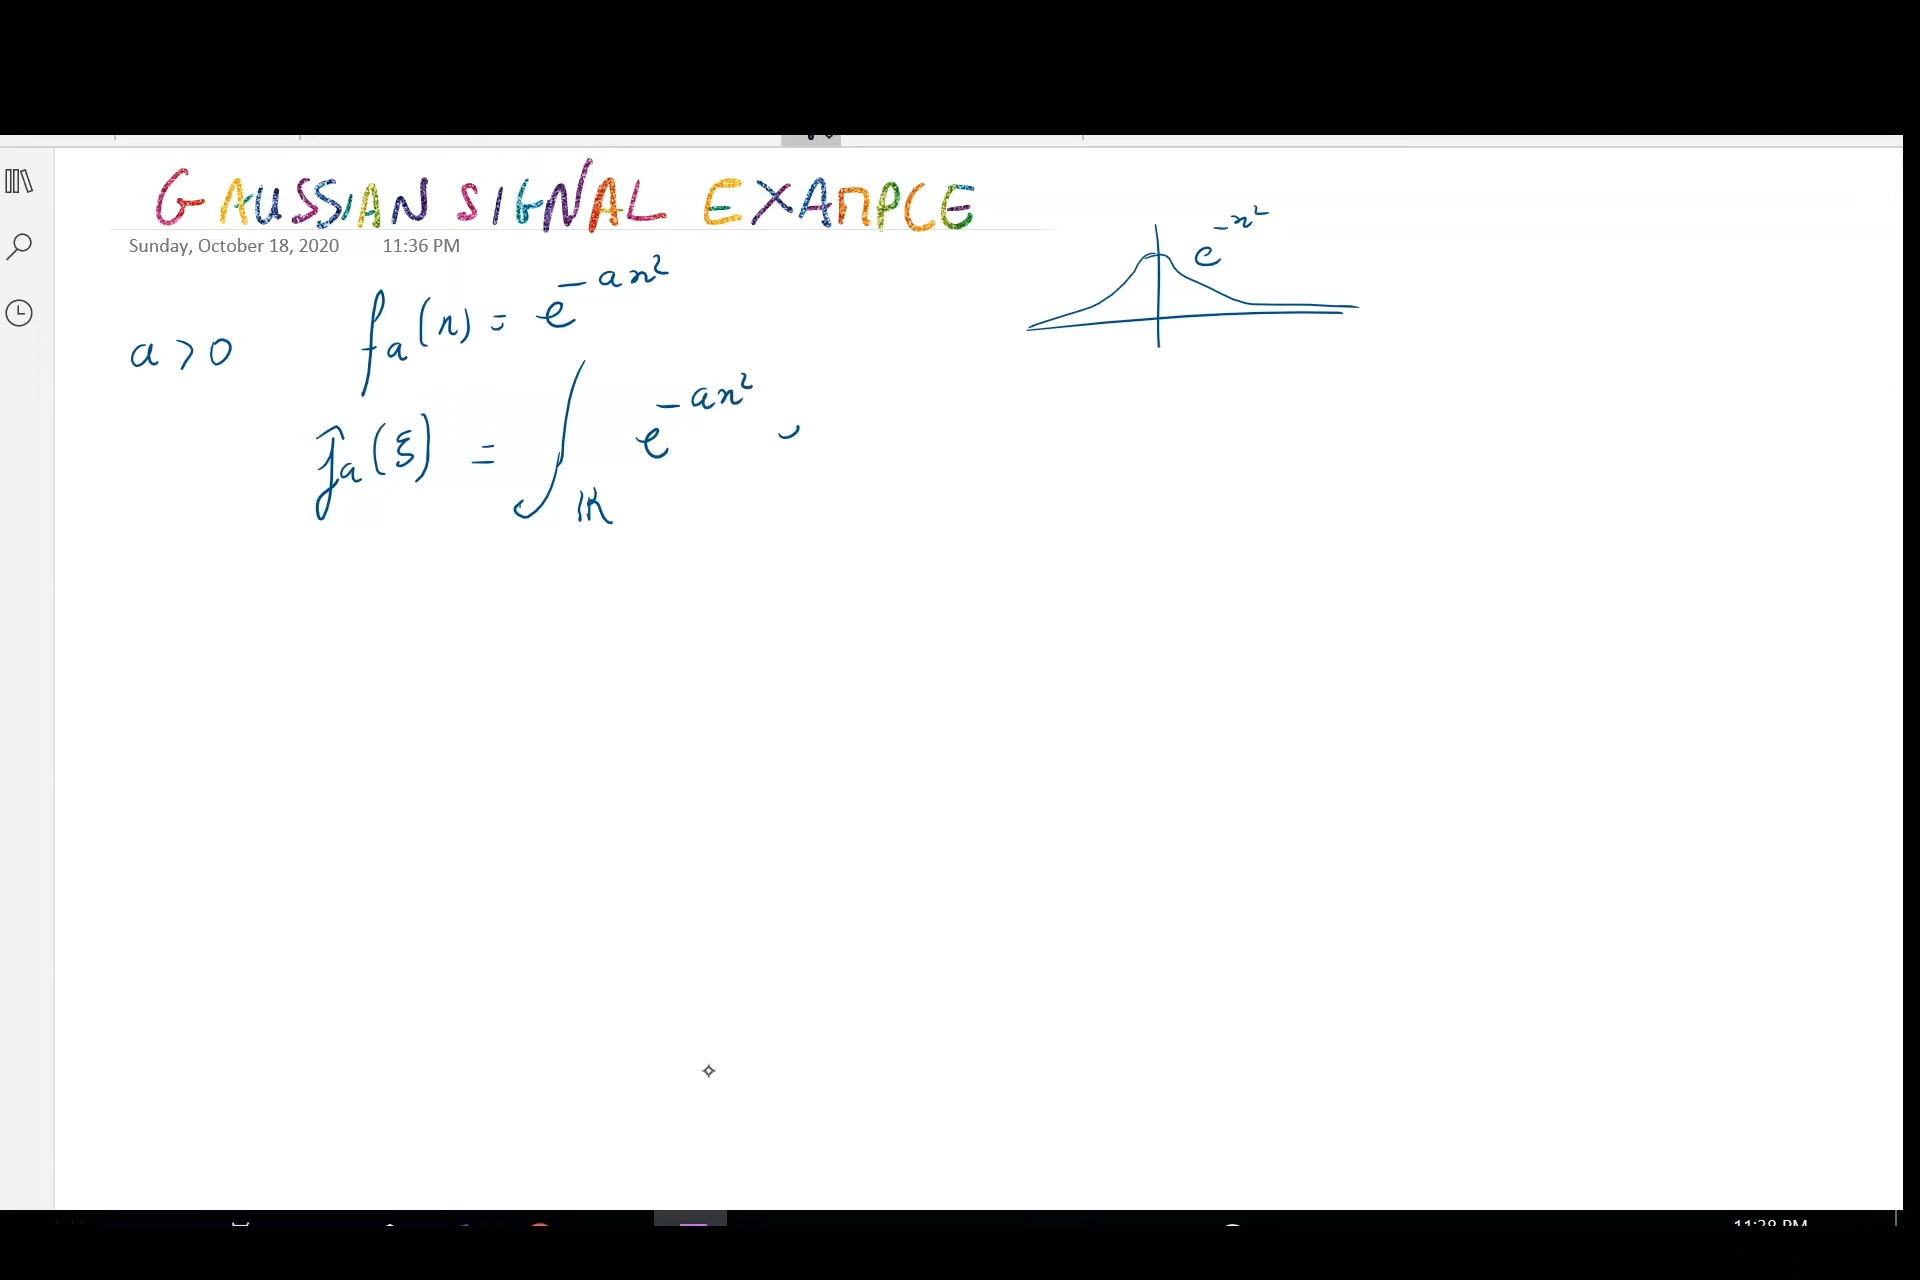 GAUSSIAN SIGNAL EXAMPLE
Sunday, October 18, 2020 11:36 PM
e^{-x^2}
f_a(x) = e^{-ax^2}
a > 0
f̂_a(ξ) = ∫_ℝ e^{-ax^2}